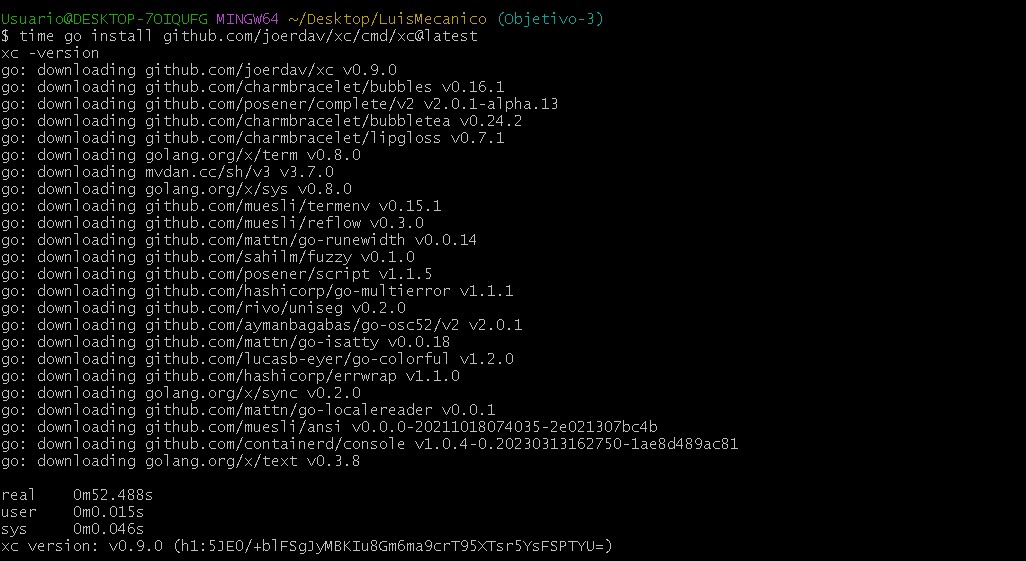 Usuario@DESKTOP-7OIQUFG MINGW64 ~/Desktop/LuisMecanico (Objetivo-3)
$ time go install github.com/joerdav/xc/cmd/xc@latest
xc -version
go: downloading github.com/joerdav/xc v0.9.0
go: downloading github.com/charmbracelet/bubbles v0.16.1
go: downloading github.com/posener/complete/v2 v2.0.1-alpha.13
go: downloading github.com/charmbracelet/bubbletea v0.24.2
go: downloading github.com/charmbracelet/lipgloss v0.7.1
go: downloading golang.org/x/term v0.8.0
go: downloading mvdan.cc/sh/v3 v3.7.0
go: downloading golang.org/x/sys v0.8.0
go: downloading github.com/muesli/termenv v0.15.1
go: downloading github.com/muesli/reflow v0.3.0
go: downloading github.com/mattn/go-runewidth v0.0.14
go: downloading github.com/sahilm/fuzzy v0.1.0
go: downloading github.com/posener/script v1.1.5
go: downloading github.com/hashicorp/go-multierror v1.1.1
go: downloading github.com/rivo/uniseg v0.2.0
go: downloading github.com/aymanbagabas/go-osc52/v2 v2.0.1
go: downloading github.com/mattn/go-isatty v0.0.18
go: downloading github.com/lucasb-eyer/go-colorful v1.2.0
go: downloading github.com/hashicorp/errwrap v1.1.0
go: downloading golang.org/x/sync v0.2.0
go: downloading github.com/mattn/go-localereader v0.0.1
go: downloading github.com/muesli/ansi v0.0.0-20211018074035-2e021307bc4b
go: downloading github.com/containerd/console v1.0.4-0.20230313162750-1ae8d489ac81
go: downloading golang.org/x/text v0.3.8
real 0m52.488s
user 0m0.015s
sys 0m0.046s
xc version: v0.9.0 (h1:5JEO/+blFSgJyMBKIu8Gm6ma9crT95XTsr5YsFSPTYU=)